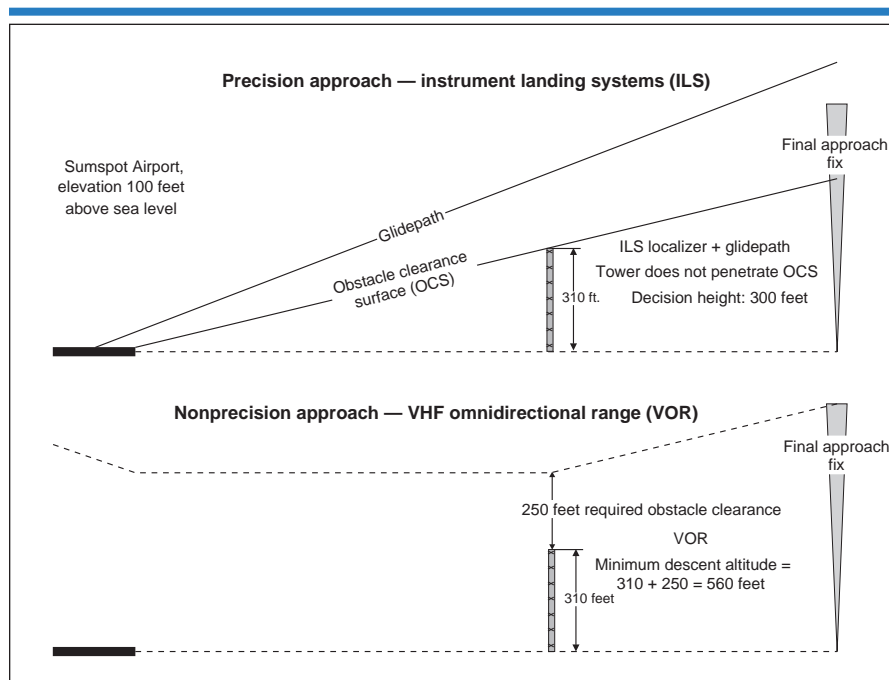 Precision approach — instrument landing systems (ILS)
Sumspot Airport,
elevation 100 feet
above sea level
Final approach
fix
Glidepath
Obstacle clearance
surface (OCS)
310 ft.
ILS localizer + glidepath
Tower does not penetrate OCS
Decision height: 300 feet
Nonprecision approach — VHF omnidirectional range (VOR)
Final approach
fix
250 feet required obstacle clearance
VOR
Minimum descent altitude =
310 + 250 = 560 feet
310 feet